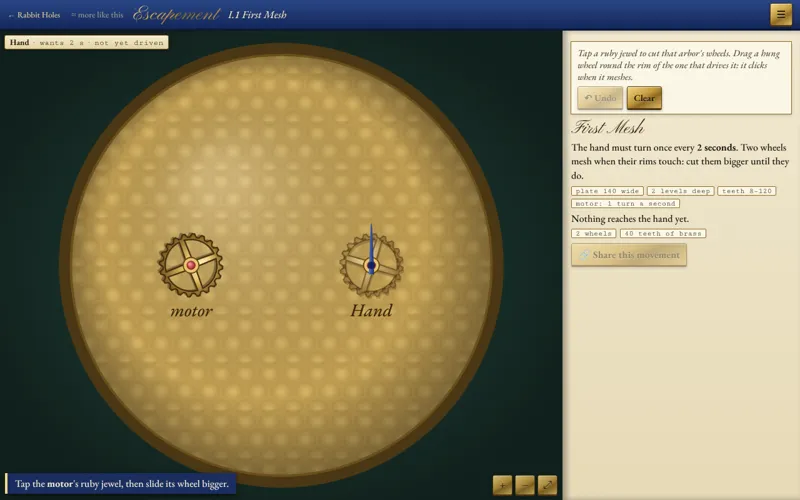 ← Rabbit Holes
≈ more like this
Escapement
I.1 First Mesh
Hand · wants 2 s · not yet driven
Tap a ruby jewel to cut that arbor's wheels. Drag a hung
wheel round the rim of the one that drives it: it clicks
when it meshes.
↶ Undo
Clear
First Mesh
The hand must turn once every 2 seconds. Two wheels
mesh when their rims touch: cut them bigger until they
do.
plate 140 wide
2 levels deep
teeth 8–120
motor: 1 turn a second
Nothing reaches the hand yet.
2 wheels
40 teeth of brass
Share this movement
motor
Hand
Tap the motor's ruby jewel, then slide its wheel bigger.
+
−